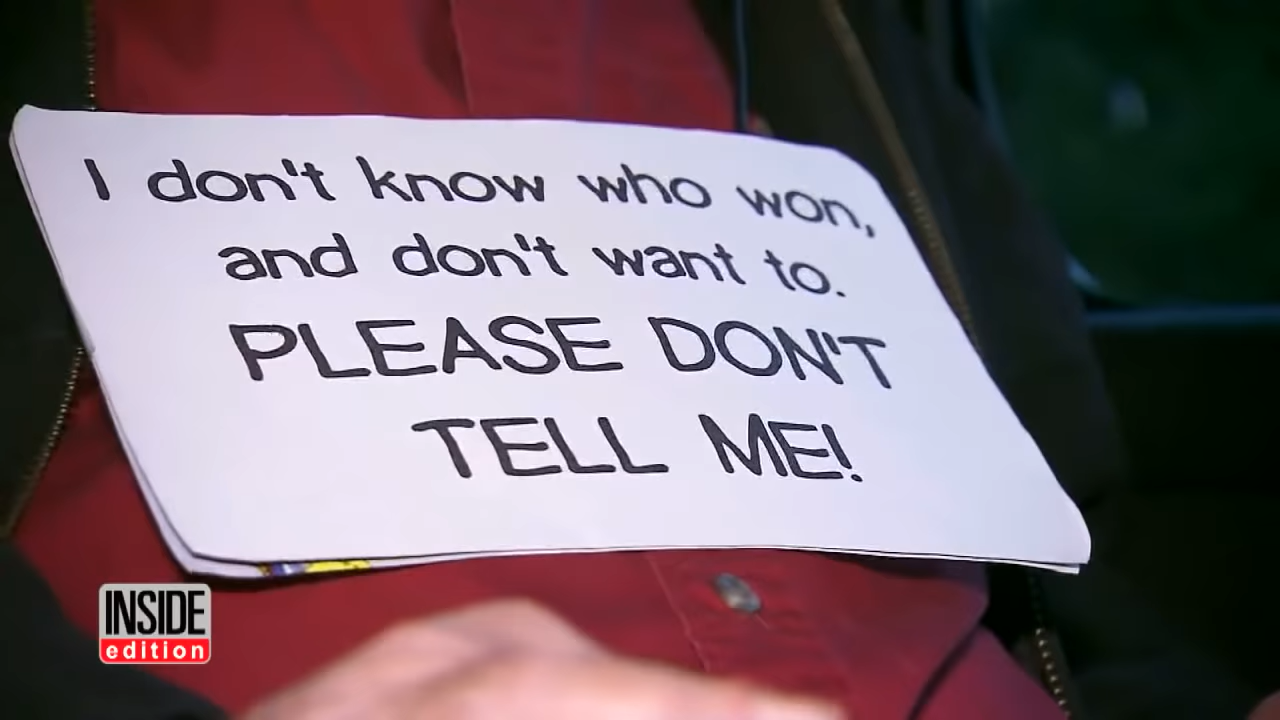 I don't know who won,
and don't want to.
PLEASE DON'T
TELL ME!
INSIDE
edition